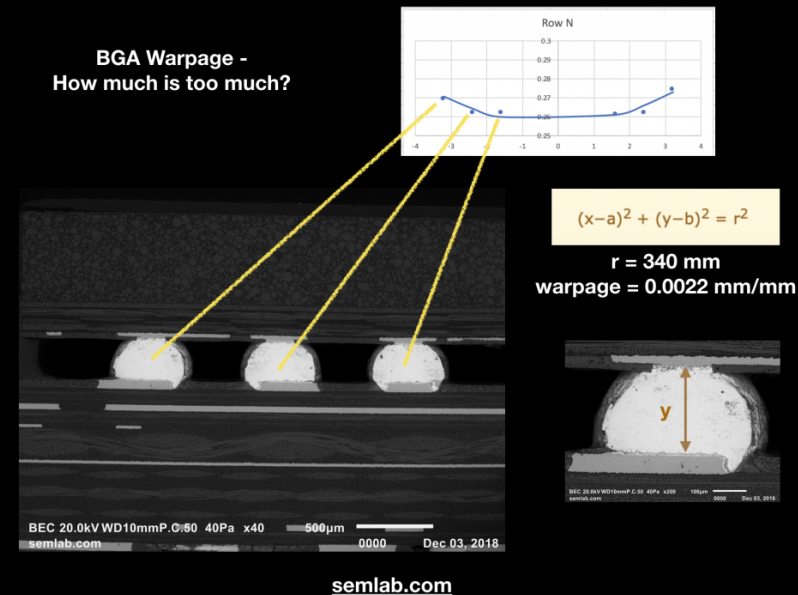 BGA Warpage -
How much is too much?
Row N
0.3
0.29
0.28
0.27
0.26
0.25
-4 -3 -2 -1 0 1 2 3 4
(x−a)² + (y−b)² = r²
r = 340 mm
warpage = 0.0022 mm/mm
y
BEC 20.0kV WD10mmP.C.50 40Pa x40 500µm
semlab.com 0000 Dec 03, 2018
BEC 20.0kV WD10mmP.C.50 40Pa x200 100µm
semlab.com 0000 Dec 03, 2018
semlab.com